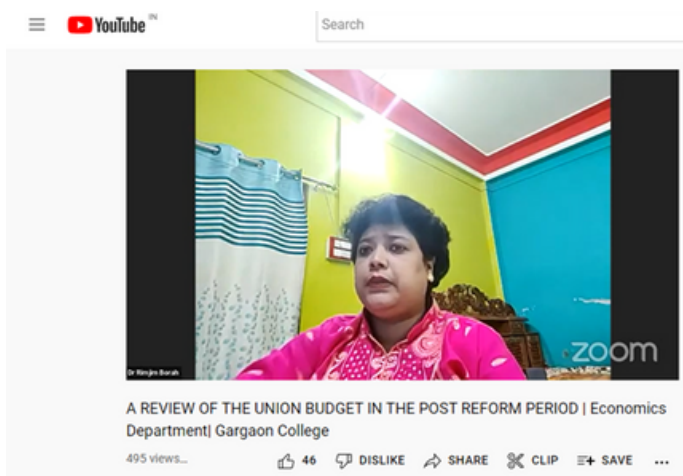 YouTube IN
Search
zoom
Dr Rimjim Borah
A REVIEW OF THE UNION BUDGET IN THE POST REFORM PERIOD | Economics
Department| Gargaon College
495 views...
46 DISLIKE SHARE CLIP SAVE ...